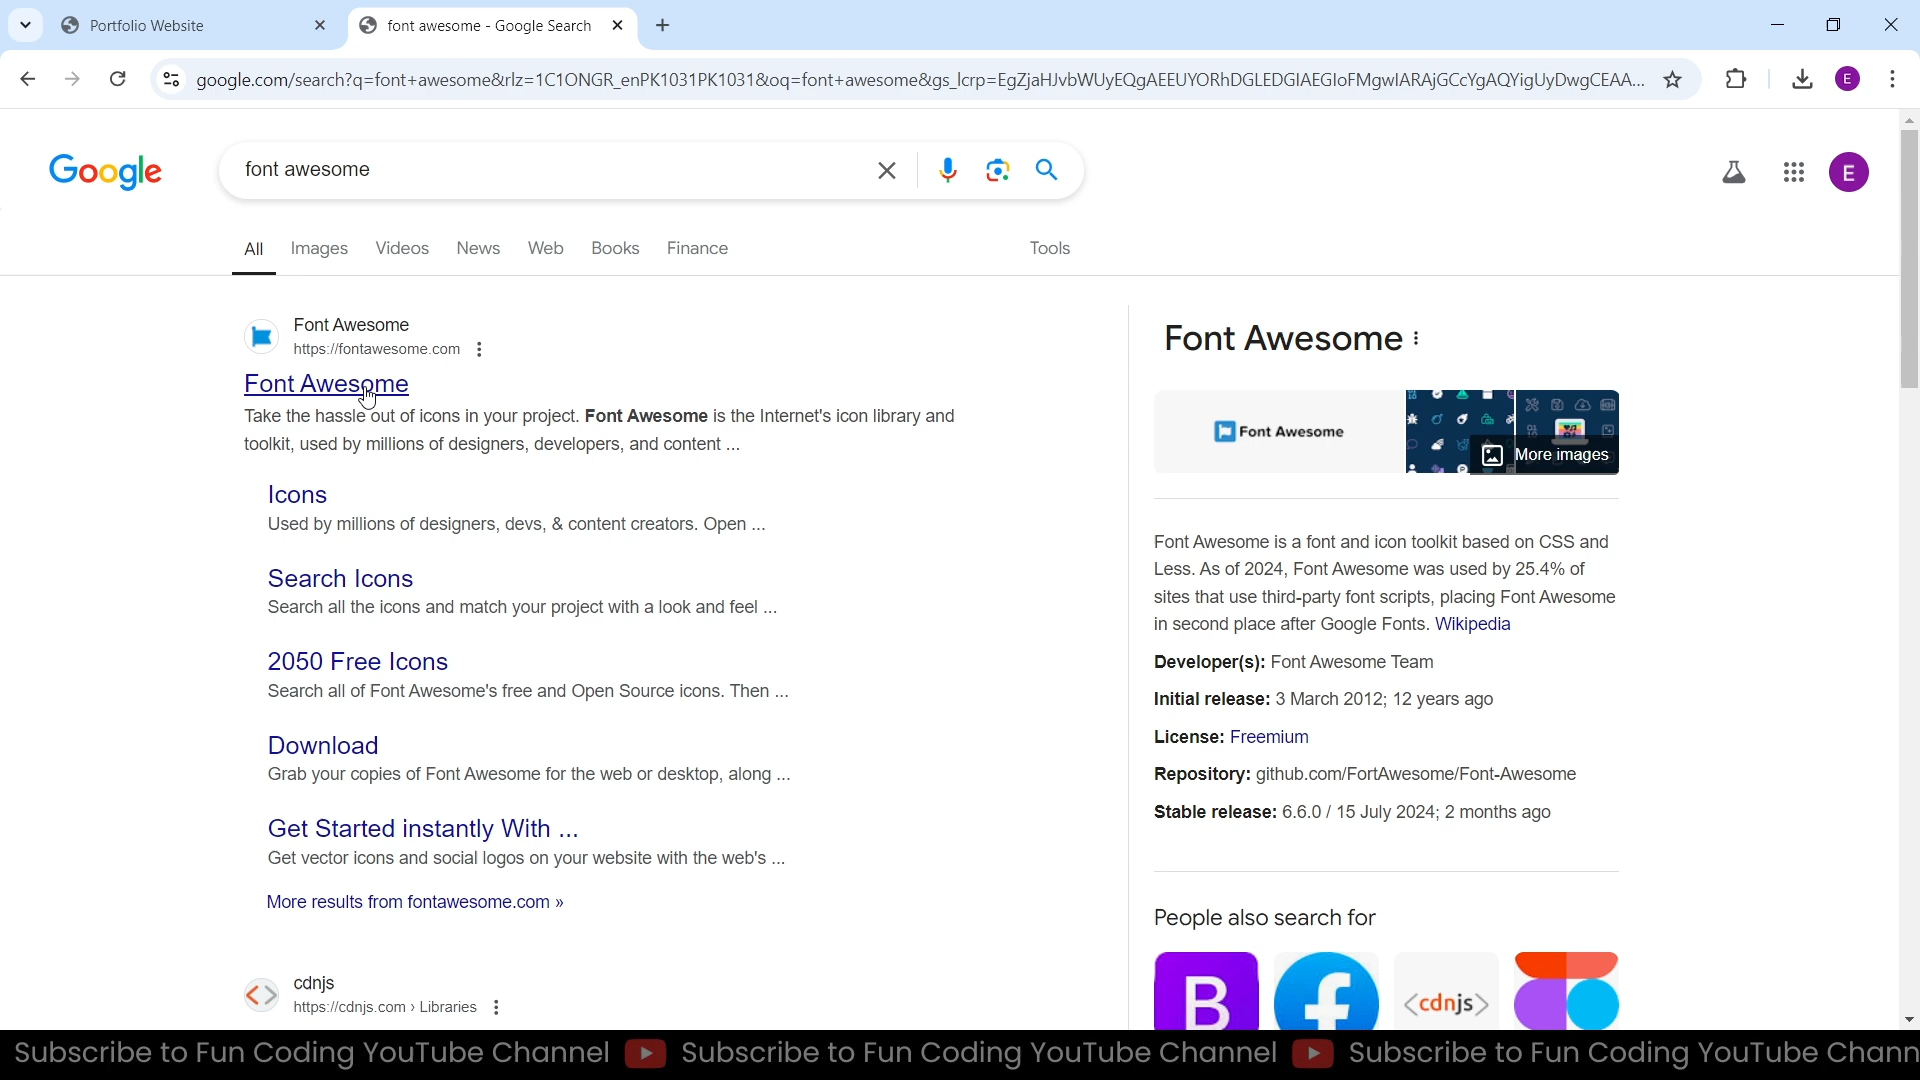 Portfolio Website
font awesome - Google Search
google.com/search?q=font+awesome&rlz=1C1ONGR_enPK1031PK1031&oq=font+awesome&gs_lcrp=EgZjaHJvbWUyEQgAEEUYORhDGLEDGIAEGIoFMgwIARAjGCcYgAQYigUyDwgCEAA...
E
Google
font awesome
E
All
Images
Videos
News
Web
Books
Finance
Tools
Font Awesome
https://fontawesome.com
Font Awesome
Take the hassle out of icons in your project. Font Awesome is the Internet's icon library and
toolkit, used by millions of designers, developers, and content ...
Icons
Used by millions of designers, devs, & content creators. Open ...
Search Icons
Search all the icons and match your project with a look and feel ...
2050 Free Icons
Search all of Font Awesome's free and Open Source icons. Then ...
Download
Grab your copies of Font Awesome for the web or desktop, along ...
Get Started instantly With ...
Get vector icons and social logos on your website with the web's ...
More results from fontawesome.com »
cdnjs
https://cdnjs.com › Libraries
Font Awesome
Font Awesome
More images
Font Awesome is a font and icon toolkit based on CSS and
Less. As of 2024, Font Awesome was used by 25.4% of
sites that use third-party font scripts, placing Font Awesome
in second place after Google Fonts. Wikipedia
Developer(s): Font Awesome Team
Initial release: 3 March 2012; 12 years ago
License: Freemium
Repository: github.com/FortAwesome/Font-Awesome
Stable release: 6.6.0 / 15 July 2024; 2 months ago
People also search for
B
f
<cdnjs>
Subscribe to Fun Coding YouTube Channel Subscribe to Fun Coding YouTube Channel Subscribe to Fun Coding YouTube Chann